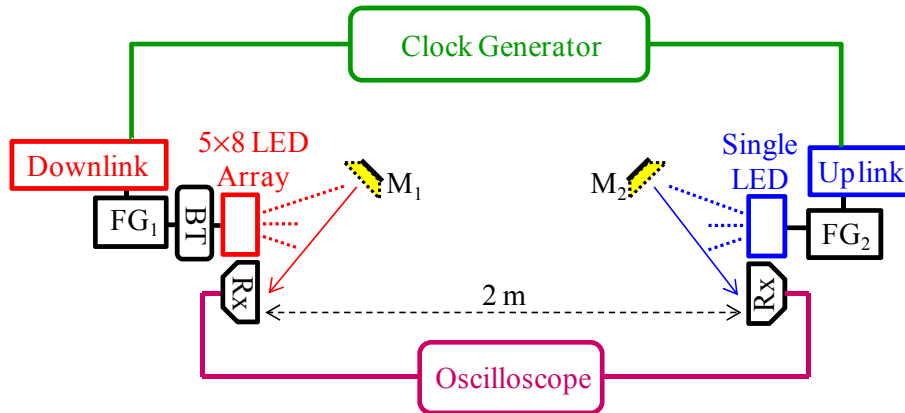 Clock Generator
Downlink
5×8 LED
Array
M1
M2
Single
LED
Uplink
FG1
BT
FG2
Rx
2 m
Rx
Oscilloscope